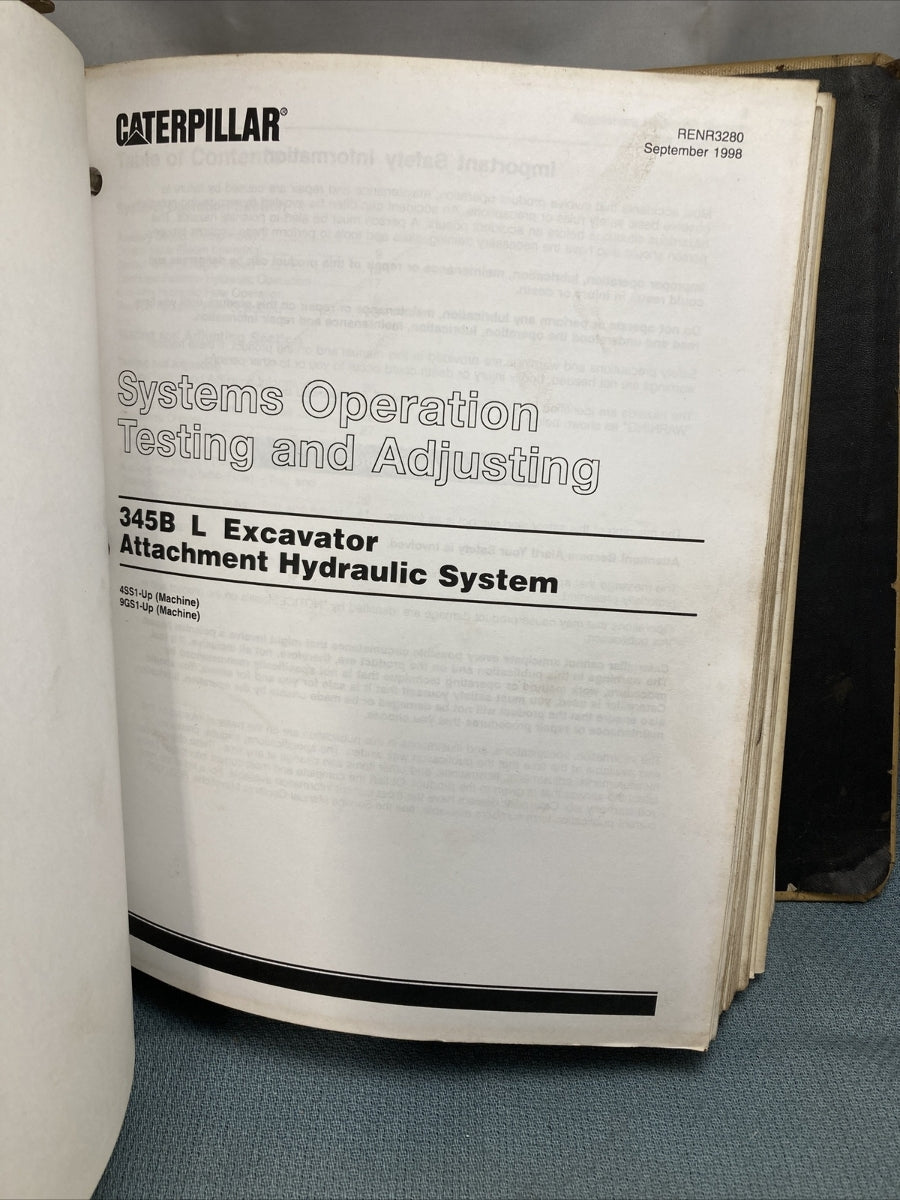 CATERPILLAR®
RENR3280
September 1998
Systems Operation
Testing and Adjusting
345B L Excavator
Attachment Hydraulic System
4SS1-Up (Machine)
9GS1-Up (Machine)